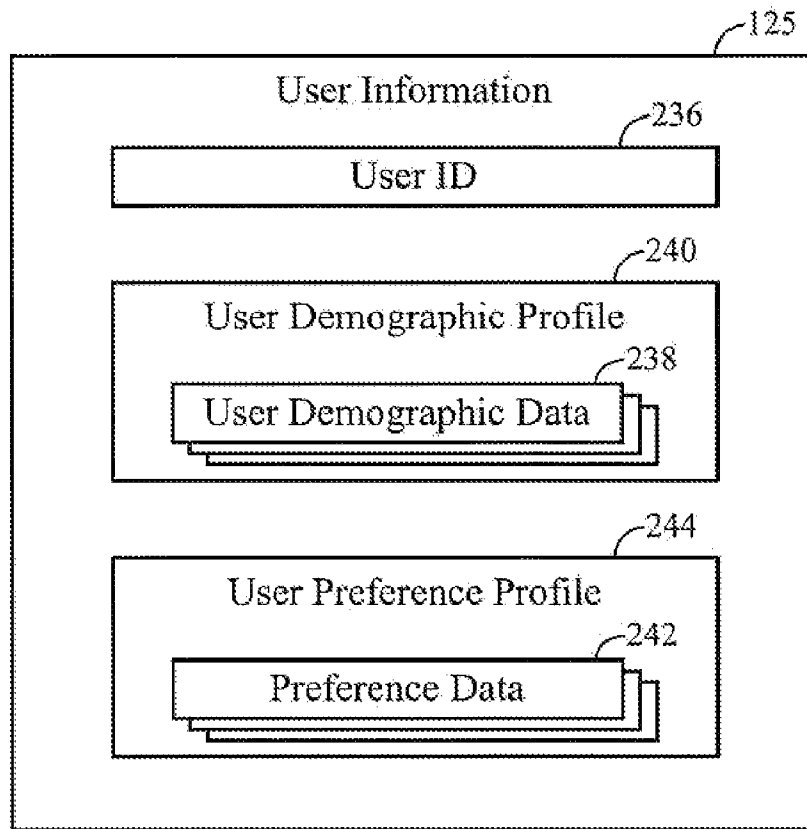 125
User Information
236
User ID
240
User Demographic Profile
238
User Demographic Data
244
User Preference Profile
242
Preference Data